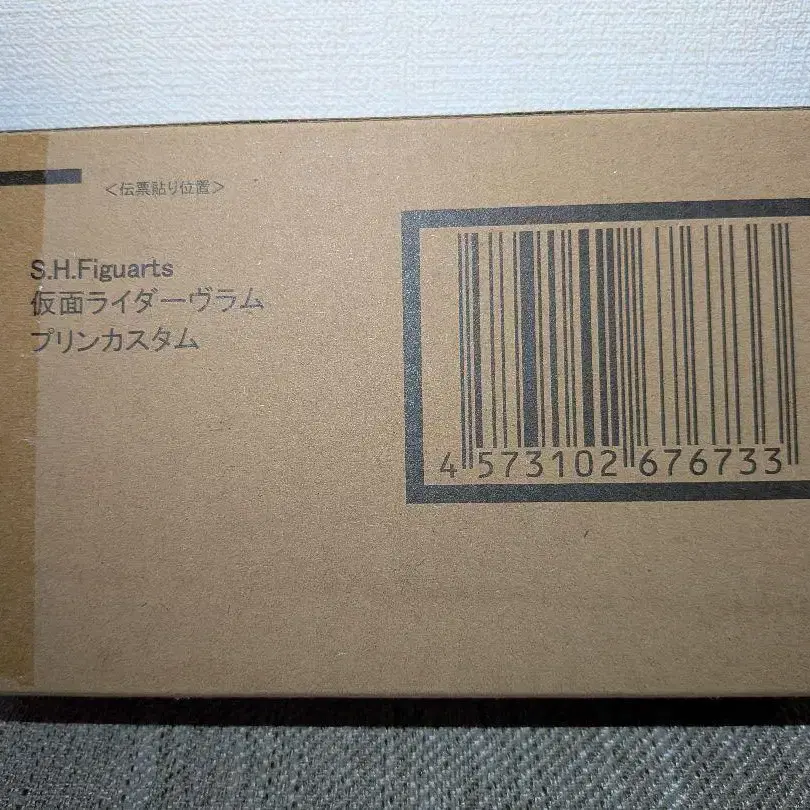 ＜伝票貼り位置＞
S.H.Figuarts
仮面ライダーヴラム
プリンカスタム
4 573102 676733